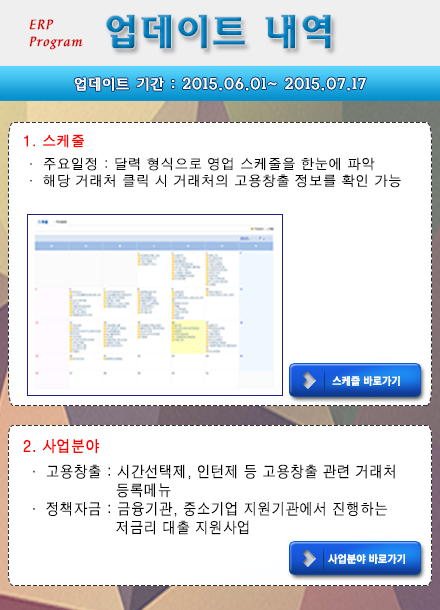 ERP
Program
업데이트 내역
업데이트 기간 : 2015.06.01~ 2015.07.17
1. 스케줄
· 주요일정 : 달력 형식으로 영업 스케줄을 한눈에 파악
· 해당 거래처 클릭 시 거래처의 고용창출 정보를 확인 가능
스케줄 바로가기
2. 사업분야
· 고용창출 : 시간선택제, 인턴제 등 고용창출 관련 거래처
등록메뉴
· 정책자금 : 금융기관, 중소기업 지원기관에서 진행하는
저금리 대출 지원사업
사업분야 바로가기